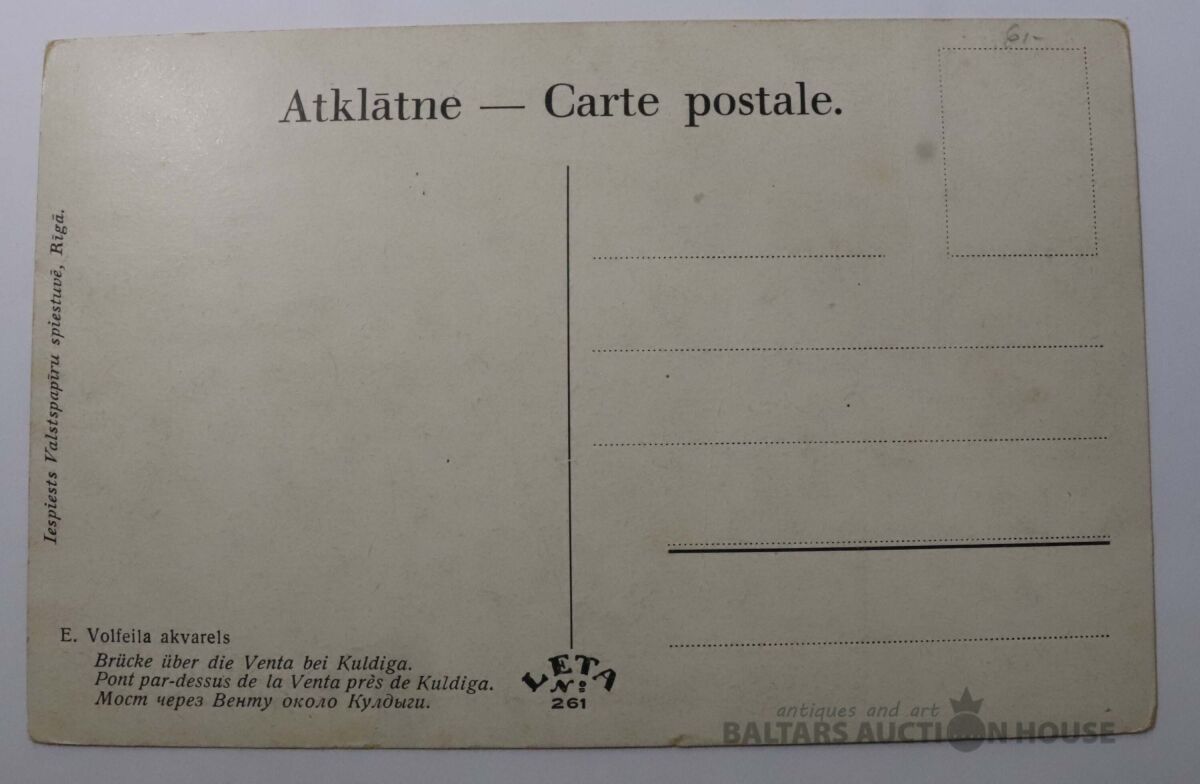 61-
Atklātne — Carte postale.
Iespiests Valstspapīru spiestuvē, Rīgā.
E. Volfeila akvarels
Brücke über die Venta bei Kuldiga.
Pont par-dessus de la Venta près de Kuldiga.
Мост через Венту около Кулдыги.
LETA
№
261
antiques and art
BALTARS AUCTION HOUSE